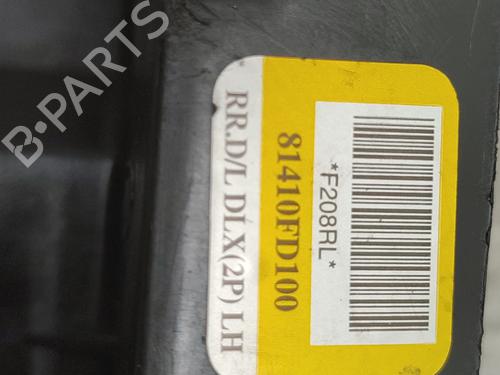 B-PARTS
*F208RL*
81410FD100
RR.D/L DLX(2P) LH